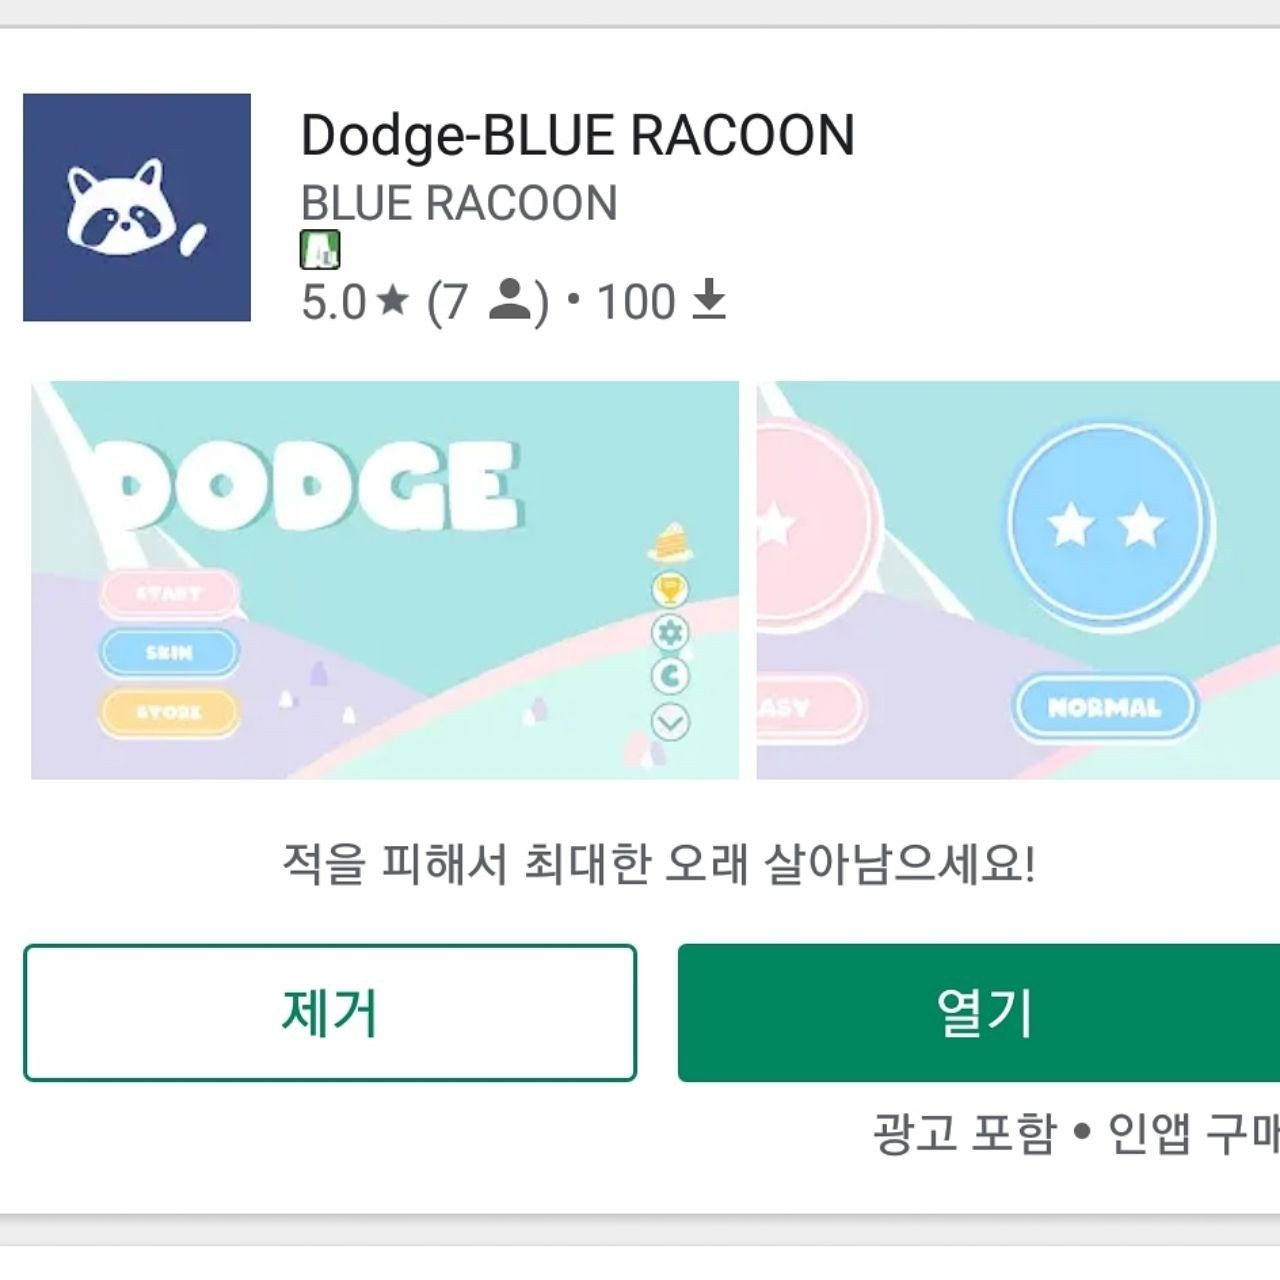 Dodge-BLUE RACOON
BLUE RACOON
5.0★ (7 ) • 100
DODGE
START
SKIN
STORE
C
ASY
NORMAL
적을 피해서 최대한 오래 살아남으세요!
제거
열기
광고 포함 • 인앱 구매